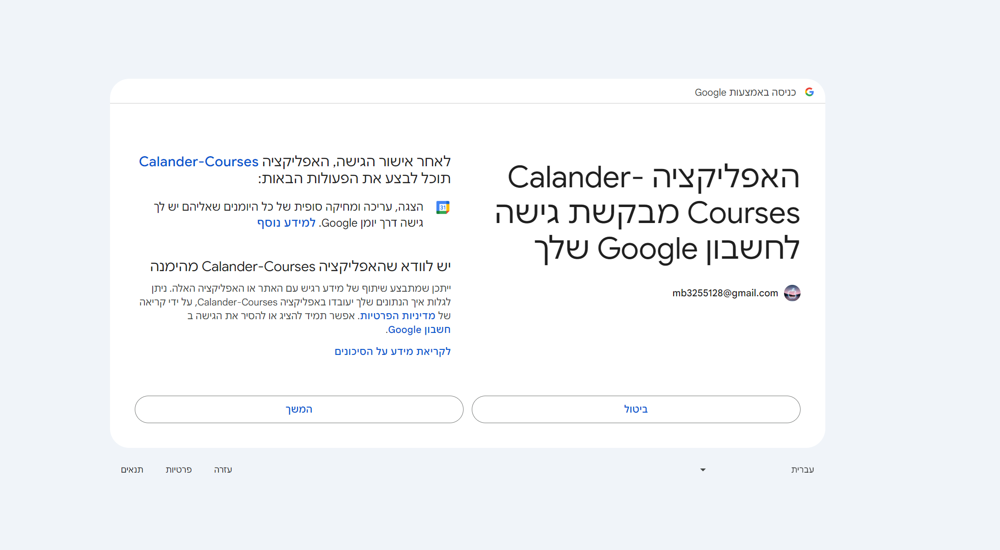 כניסה באמצעות Google
האפליקציה Calander-
Courses מבקשת גישה
לחשבון Google שלך
mb3255128@gmail.com
לאחר אישור הגישה, האפליקציה Calander-Courses
תוכל לבצע את הפעולות הבאות:
31
הצגה, עריכה ומחיקה סופית של כל היומנים שאליהם יש לך
גישה דרך יומן Google. למידע נוסף
יש לוודא שהאפליקציה Calander-Courses מהימנה
ייתכן שמתבצע שיתוף של מידע רגיש עם האתר או האפליקציה האלה. ניתן
לגלות איך הנתונים שלך יעובדו באפליקציה Calander-Courses, על ידי קריאה
של מדיניות הפרטיות. אפשר תמיד להציג או להסיר את הגישה ב
חשבון Google.
לקריאת מידע על הסיכונים
ביטול
המשך
עברית
עזרה
פרטיות
תנאים